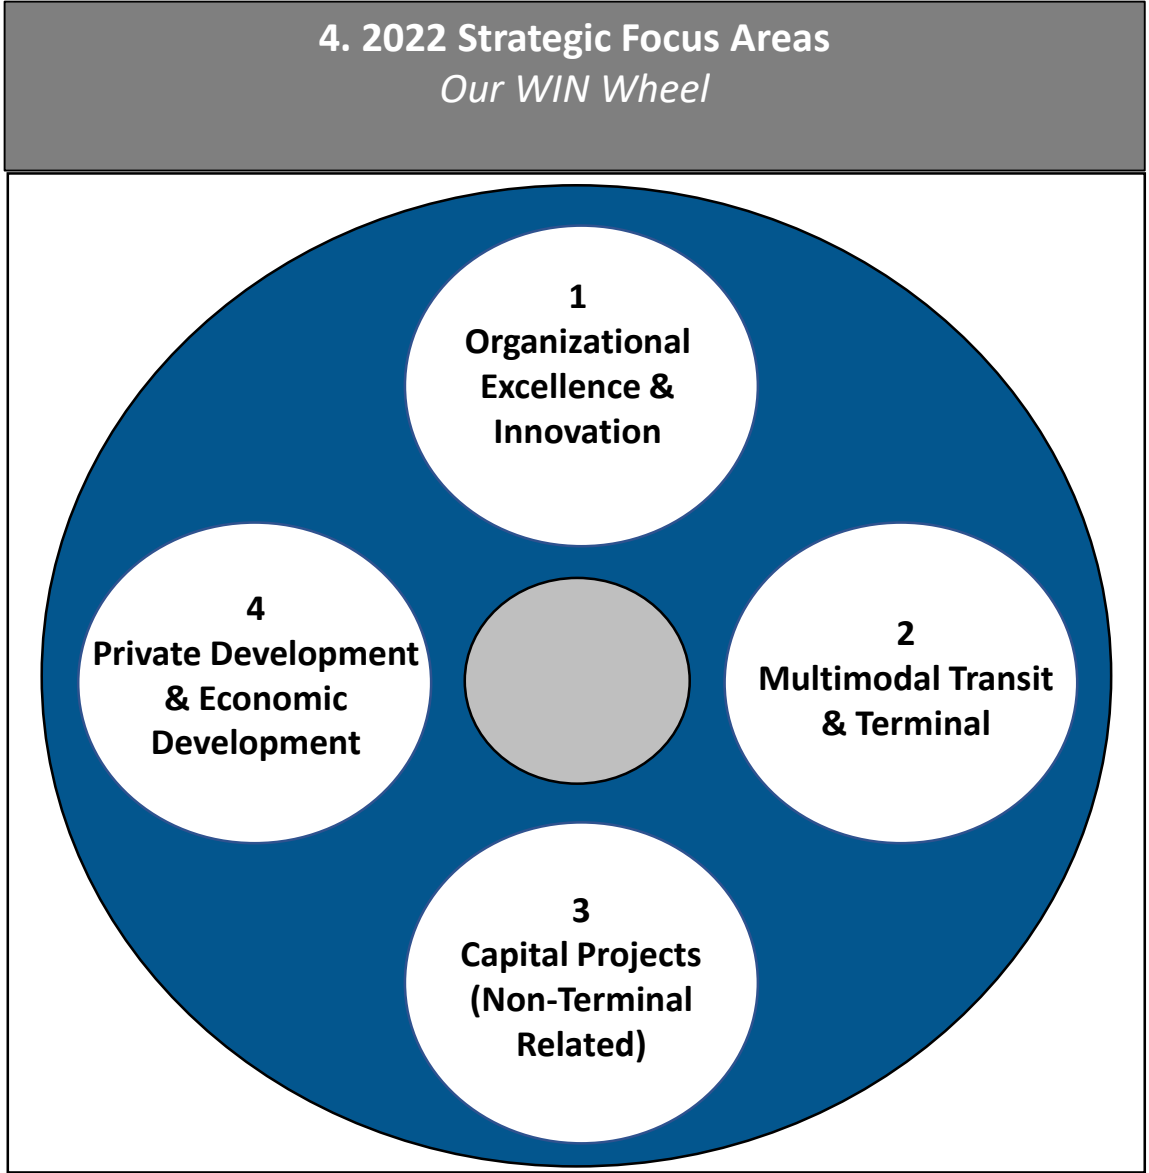 4. 2022 Strategic Focus Areas
Our WIN Wheel
1
Organizational
Excellence &
Innovation
2
Multimodal Transit
& Terminal
3
Capital Projects
(Non-Terminal
Related)
4
Private Development
& Economic
Development